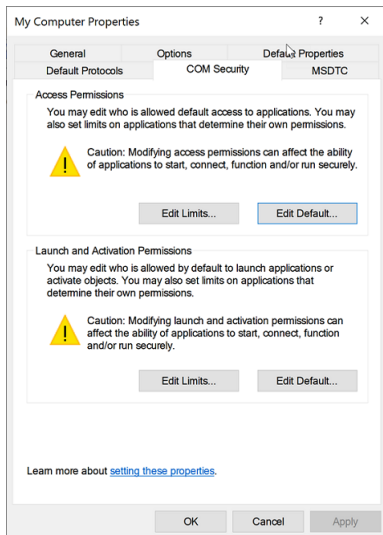 My Computer Properties
?
×
General
Options
Default Properties
Default Protocols
COM Security
MSDTC
Access Permissions
You may edit who is allowed default access to applications. You may
also set limits on applications that determine their own permissions.
Caution: Modifying access permissions can affect the ability
of applications to start, connect, function and/or run securely.
Edit Limits...
Edit Default...
Launch and Activation Permissions
You may edit who is allowed by default to launch applications or
activate objects. You may also set limits on applications that
determine their own permissions.
Caution: Modifying launch and activation permissions can
affect the ability of applications to start, connect, function
and/or run securely.
Edit Limits...
Edit Default...
Learn more about setting these properties.
OK
Cancel
Apply